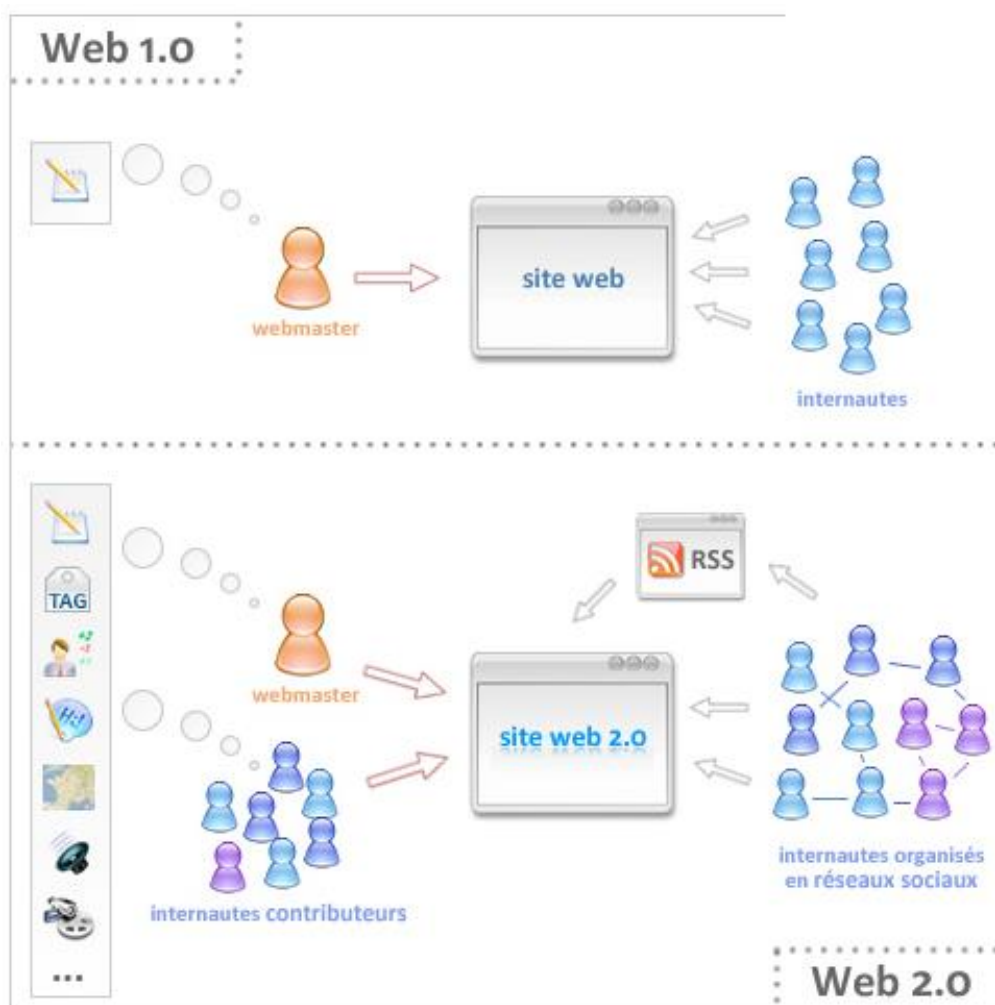 Web 1.0
site web
webmaster
internautes
TAG
RSS
webmaster
site web 2.0
internautes contributeurs
internautes organisés
en réseaux sociaux
...
Web 2.0